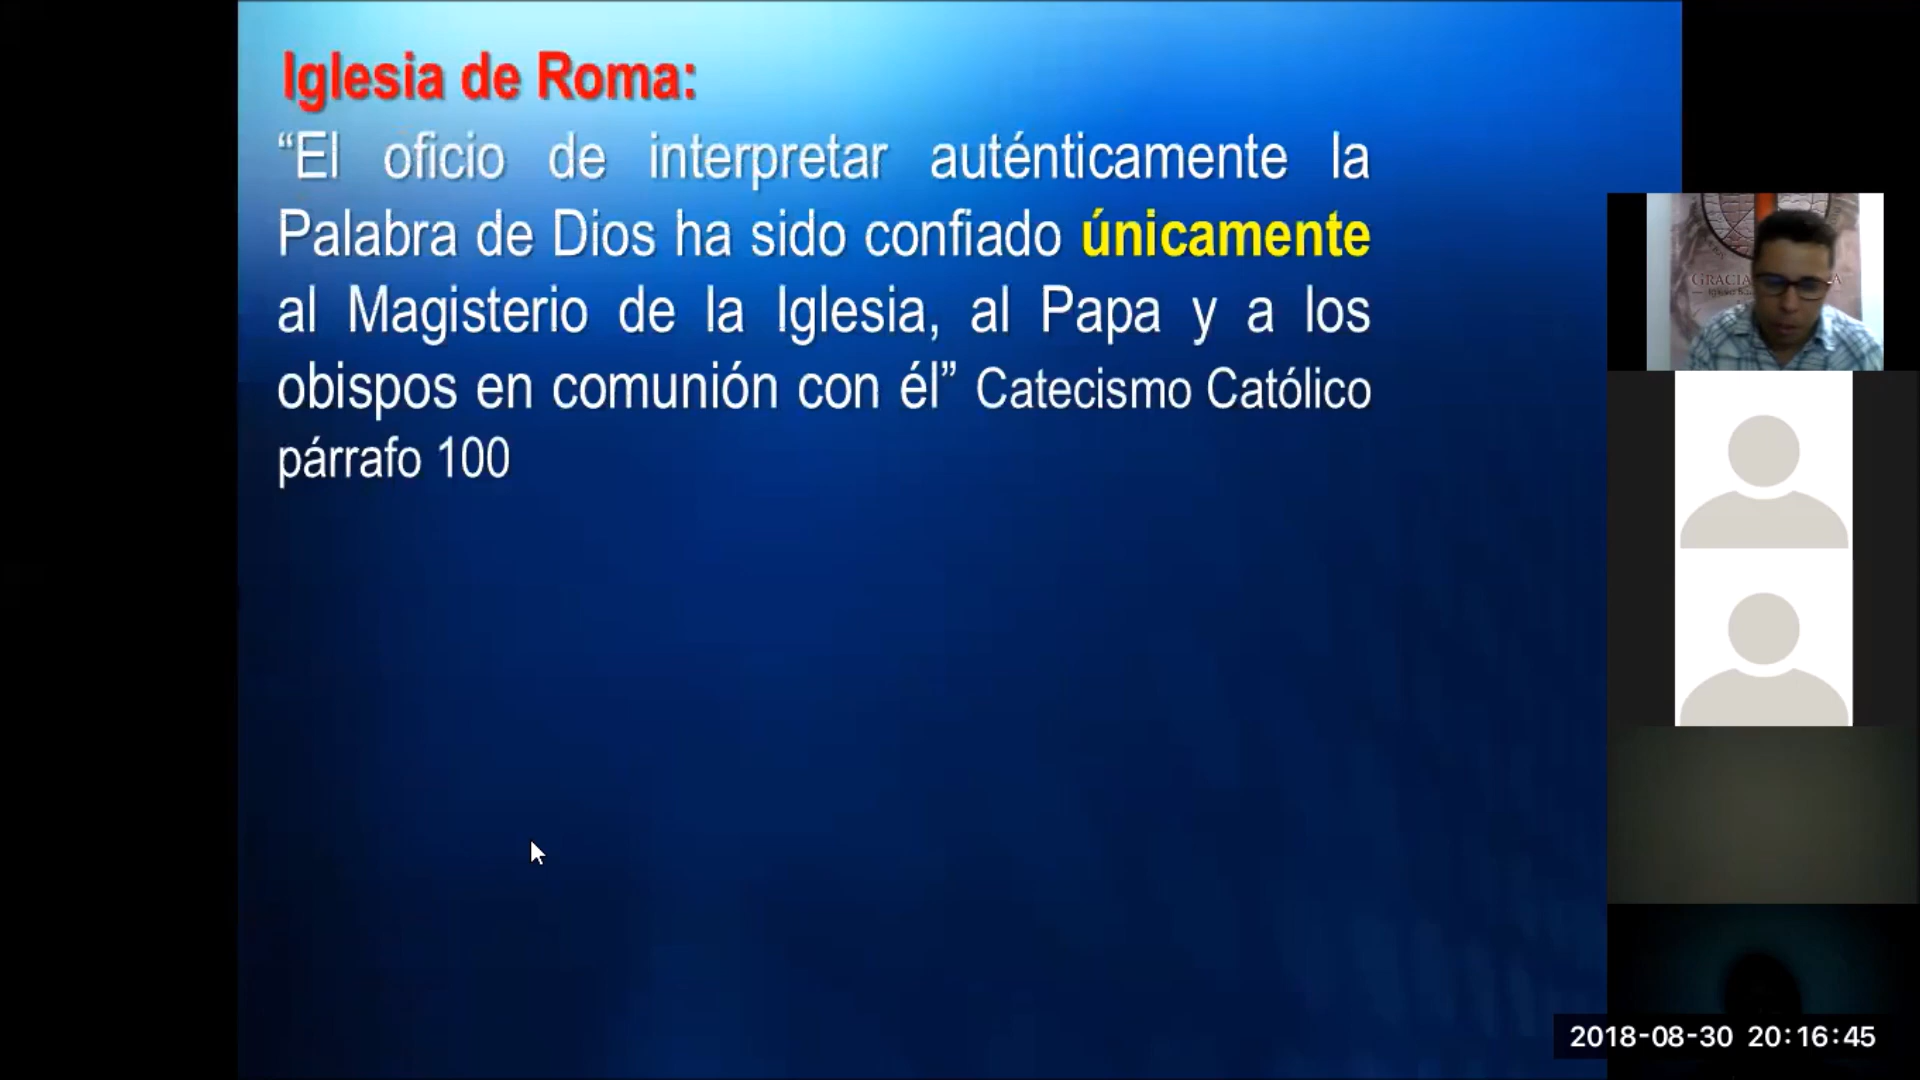 Iglesia de Roma:
“El oficio de interpretar auténticamente la
Palabra de Dios ha sido confiado únicamente
al Magisterio de la Iglesia, al Papa y a los
obispos en comunión con él” Catecismo Católico
párrafo 100
GRACIA
2018-08-30 20:16:45